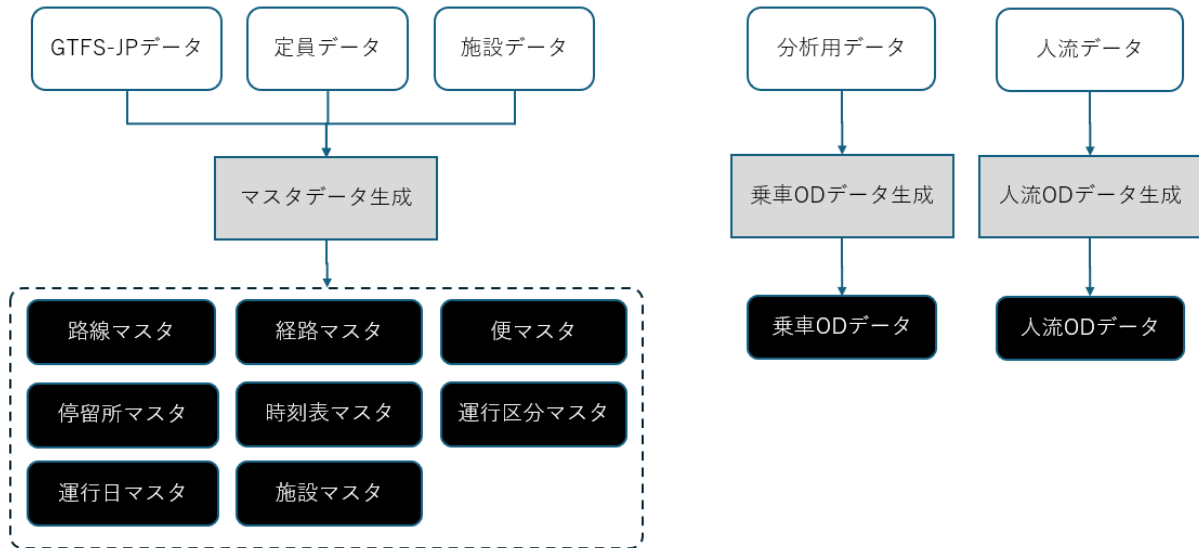 GTFS-JPデータ
定員データ
施設データ
分析用データ
人流データ
マスタデータ生成
乗車ODデータ生成
人流ODデータ生成
路線マスタ
経路マスタ
便マスタ
乗車ODデータ
人流ODデータ
停留所マスタ
時刻表マスタ
運行区分マスタ
運行日マスタ
施設マスタ